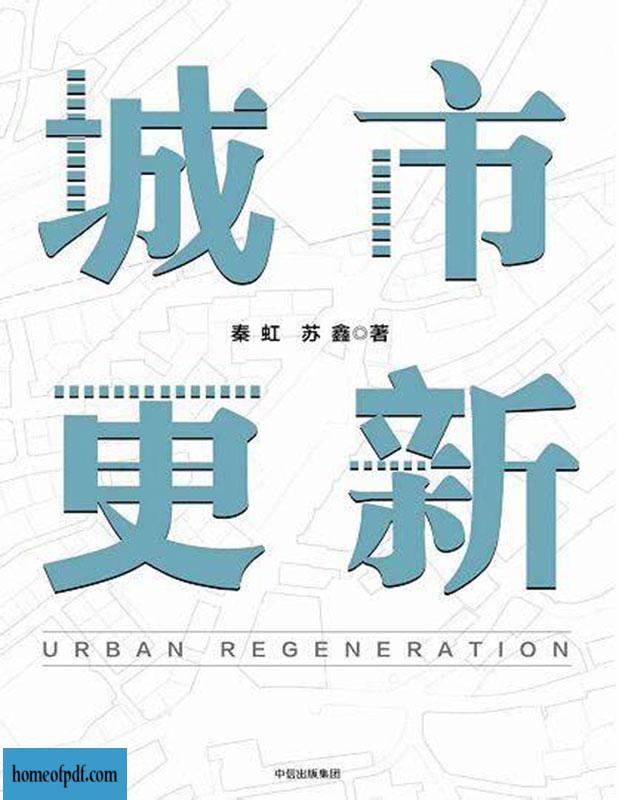 城市
秦虹 苏鑫◎著
更新
URBAN REGENERATION
homeofpdf.com
中信出版集团